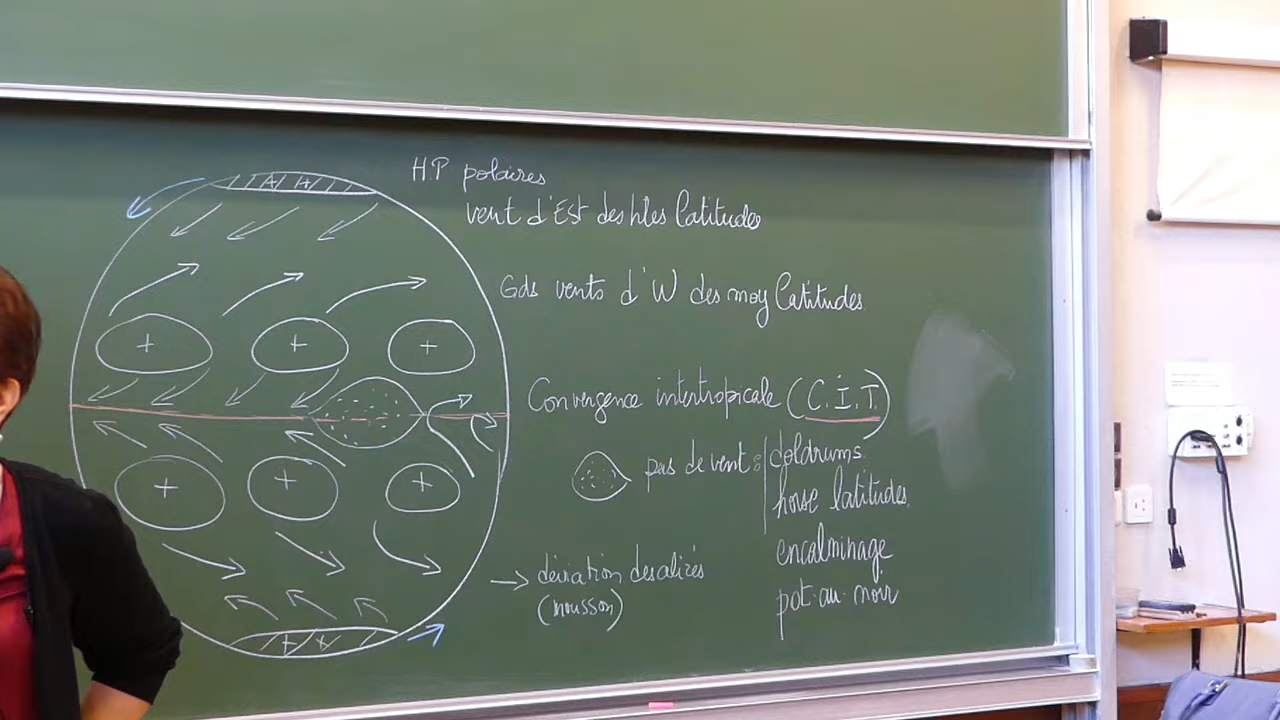 H.P polaires
vent d'Est des htes latitudes
Gds vents d'W des moy latitudes
Convergence intertropicale (C.I.T)
pas de vent : doldrums
horse latitudes
encalminage
pot-au-noir
→ déviation des alizés
(mousson)
+ +
+ + +
+ + +
+ +